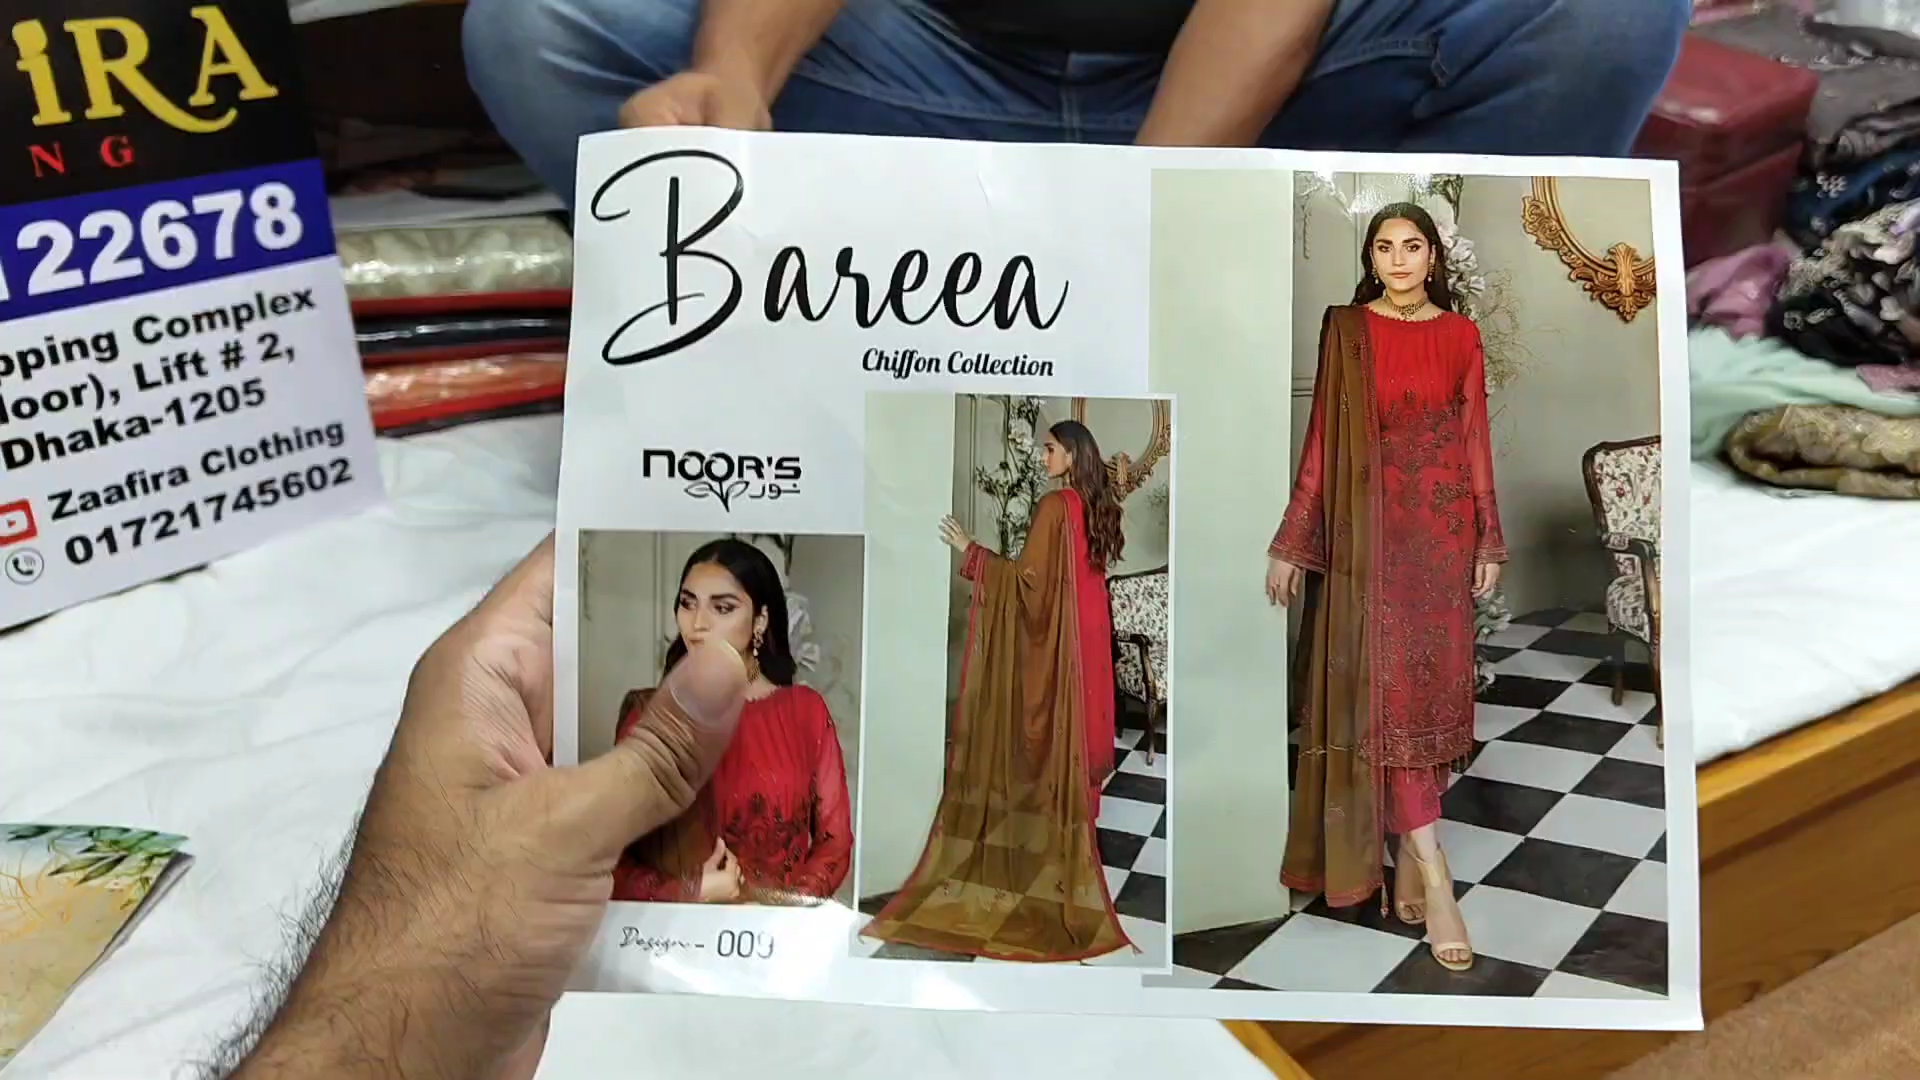 iRA
NG
122678
pping Complex
loor), Lift # 2,
Dhaka-1205
Zaafira Clothing
01721745602
Bareea
Chiffon Collection
NOOR'S
نور
Design - 009